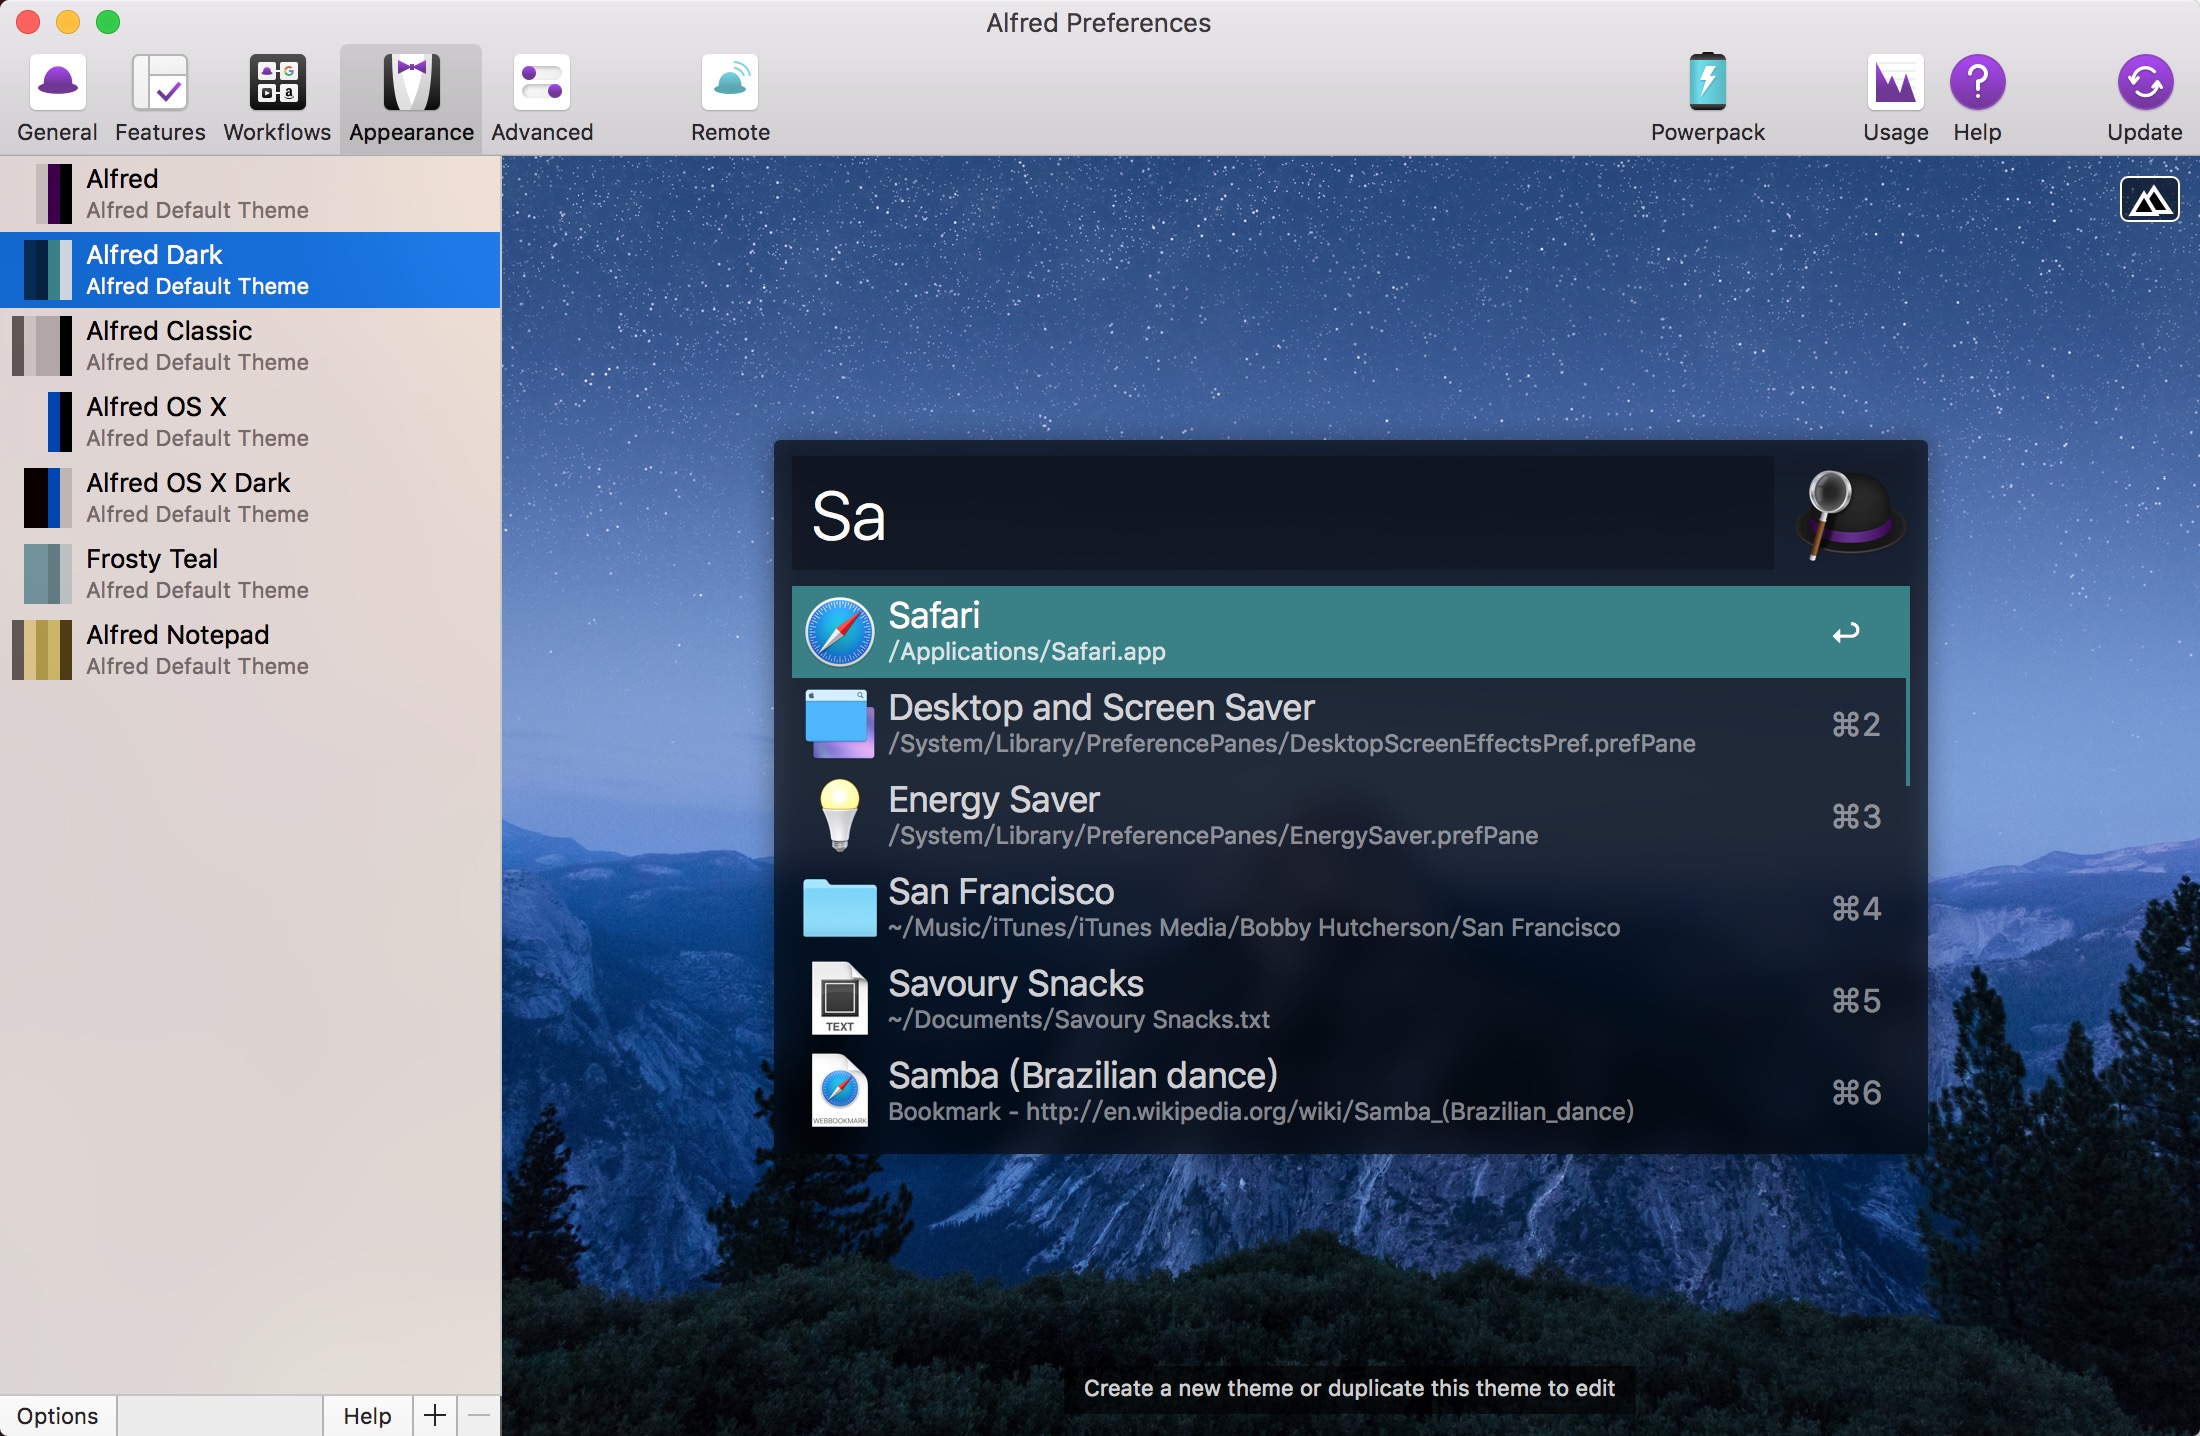 Alfred Preferences
General
Features
Workflows
Appearance
Advanced
Remote
Powerpack
Usage
Help
Update
Alfred
Alfred Default Theme
Alfred Dark
Alfred Default Theme
Alfred Classic
Alfred Default Theme
Alfred OS X
Alfred Default Theme
Alfred OS X Dark
Alfred Default Theme
Frosty Teal
Alfred Default Theme
Alfred Notepad
Alfred Default Theme
Sa
Safari
/Applications/Safari.app
Desktop and Screen Saver
/System/Library/PreferencePanes/DesktopScreenEffectsPref.prefPane
⌘2
Energy Saver
/System/Library/PreferencePanes/EnergySaver.prefPane
⌘3
San Francisco
~/Music/iTunes/iTunes Media/Bobby Hutcherson/San Francisco
⌘4
TEXT
Savoury Snacks
~/Documents/Savoury Snacks.txt
⌘5
WEBBOOKMARK
Samba (Brazilian dance)
Bookmark - http://en.wikipedia.org/wiki/Samba_(Brazilian_dance)
⌘6
Create a new theme or duplicate this theme to edit
Options
Help